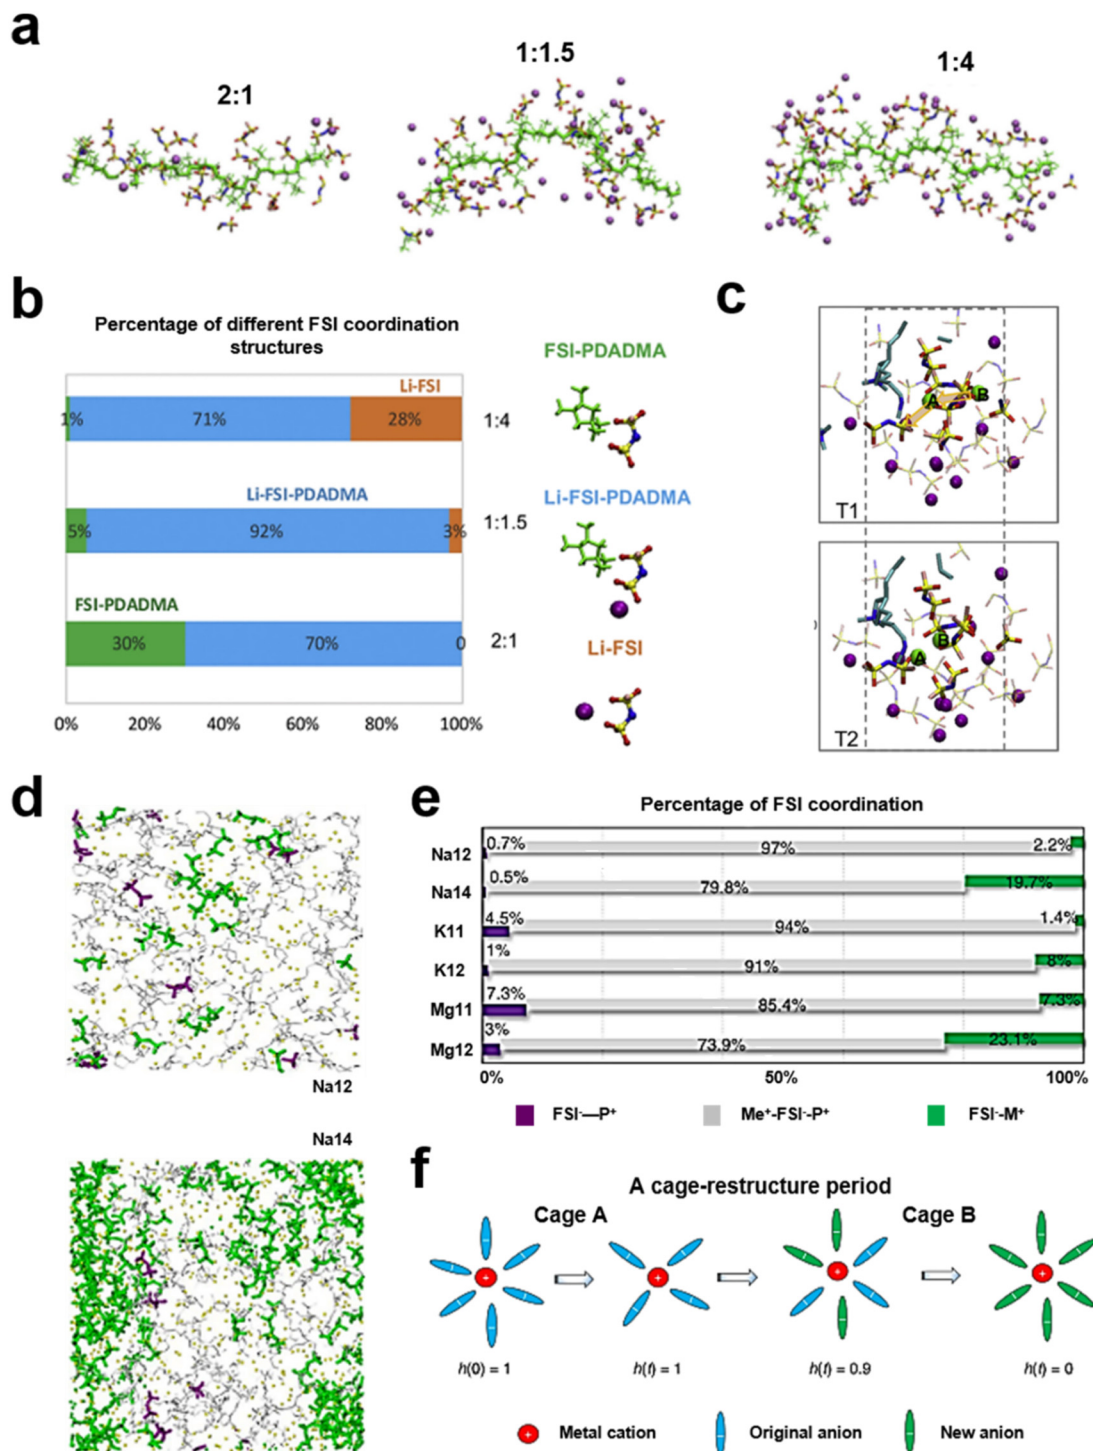 a
2:1
1:1.5
1:4
b
Percentage of different FSI coordination
structures
Li-FSI
1%
71%
28%
1:4
Li-FSI-PDADMA
5%
92%
3%
1:1.5
FSI-PDADMA
30%
70%
0
2:1
0%
20%
40%
60%
80%
100%
FSI-PDADMA
Li-FSI-PDADMA
Li-FSI
c
A
B
T1
A
B
T2
d
Na12
Na14
e
Percentage of FSI coordination
Na12
0.7%
97%
2.2%
Na14
0.5%
79.8%
19.7%
K11
4.5%
94%
1.4%
K12
1%
91%
8%
Mg11
7.3%
85.4%
7.3%
Mg12
3%
73.9%
23.1%
0%
50%
100%
FSI⁻—P⁺
Me⁺-FSI⁻-P⁺
FSI⁻-M⁺
f
A cage-restructure period
Cage A
Cage B
h(0) = 1
h(t) = 1
h(t) = 0.9
h(t) = 0
Metal cation
Original anion
New anion